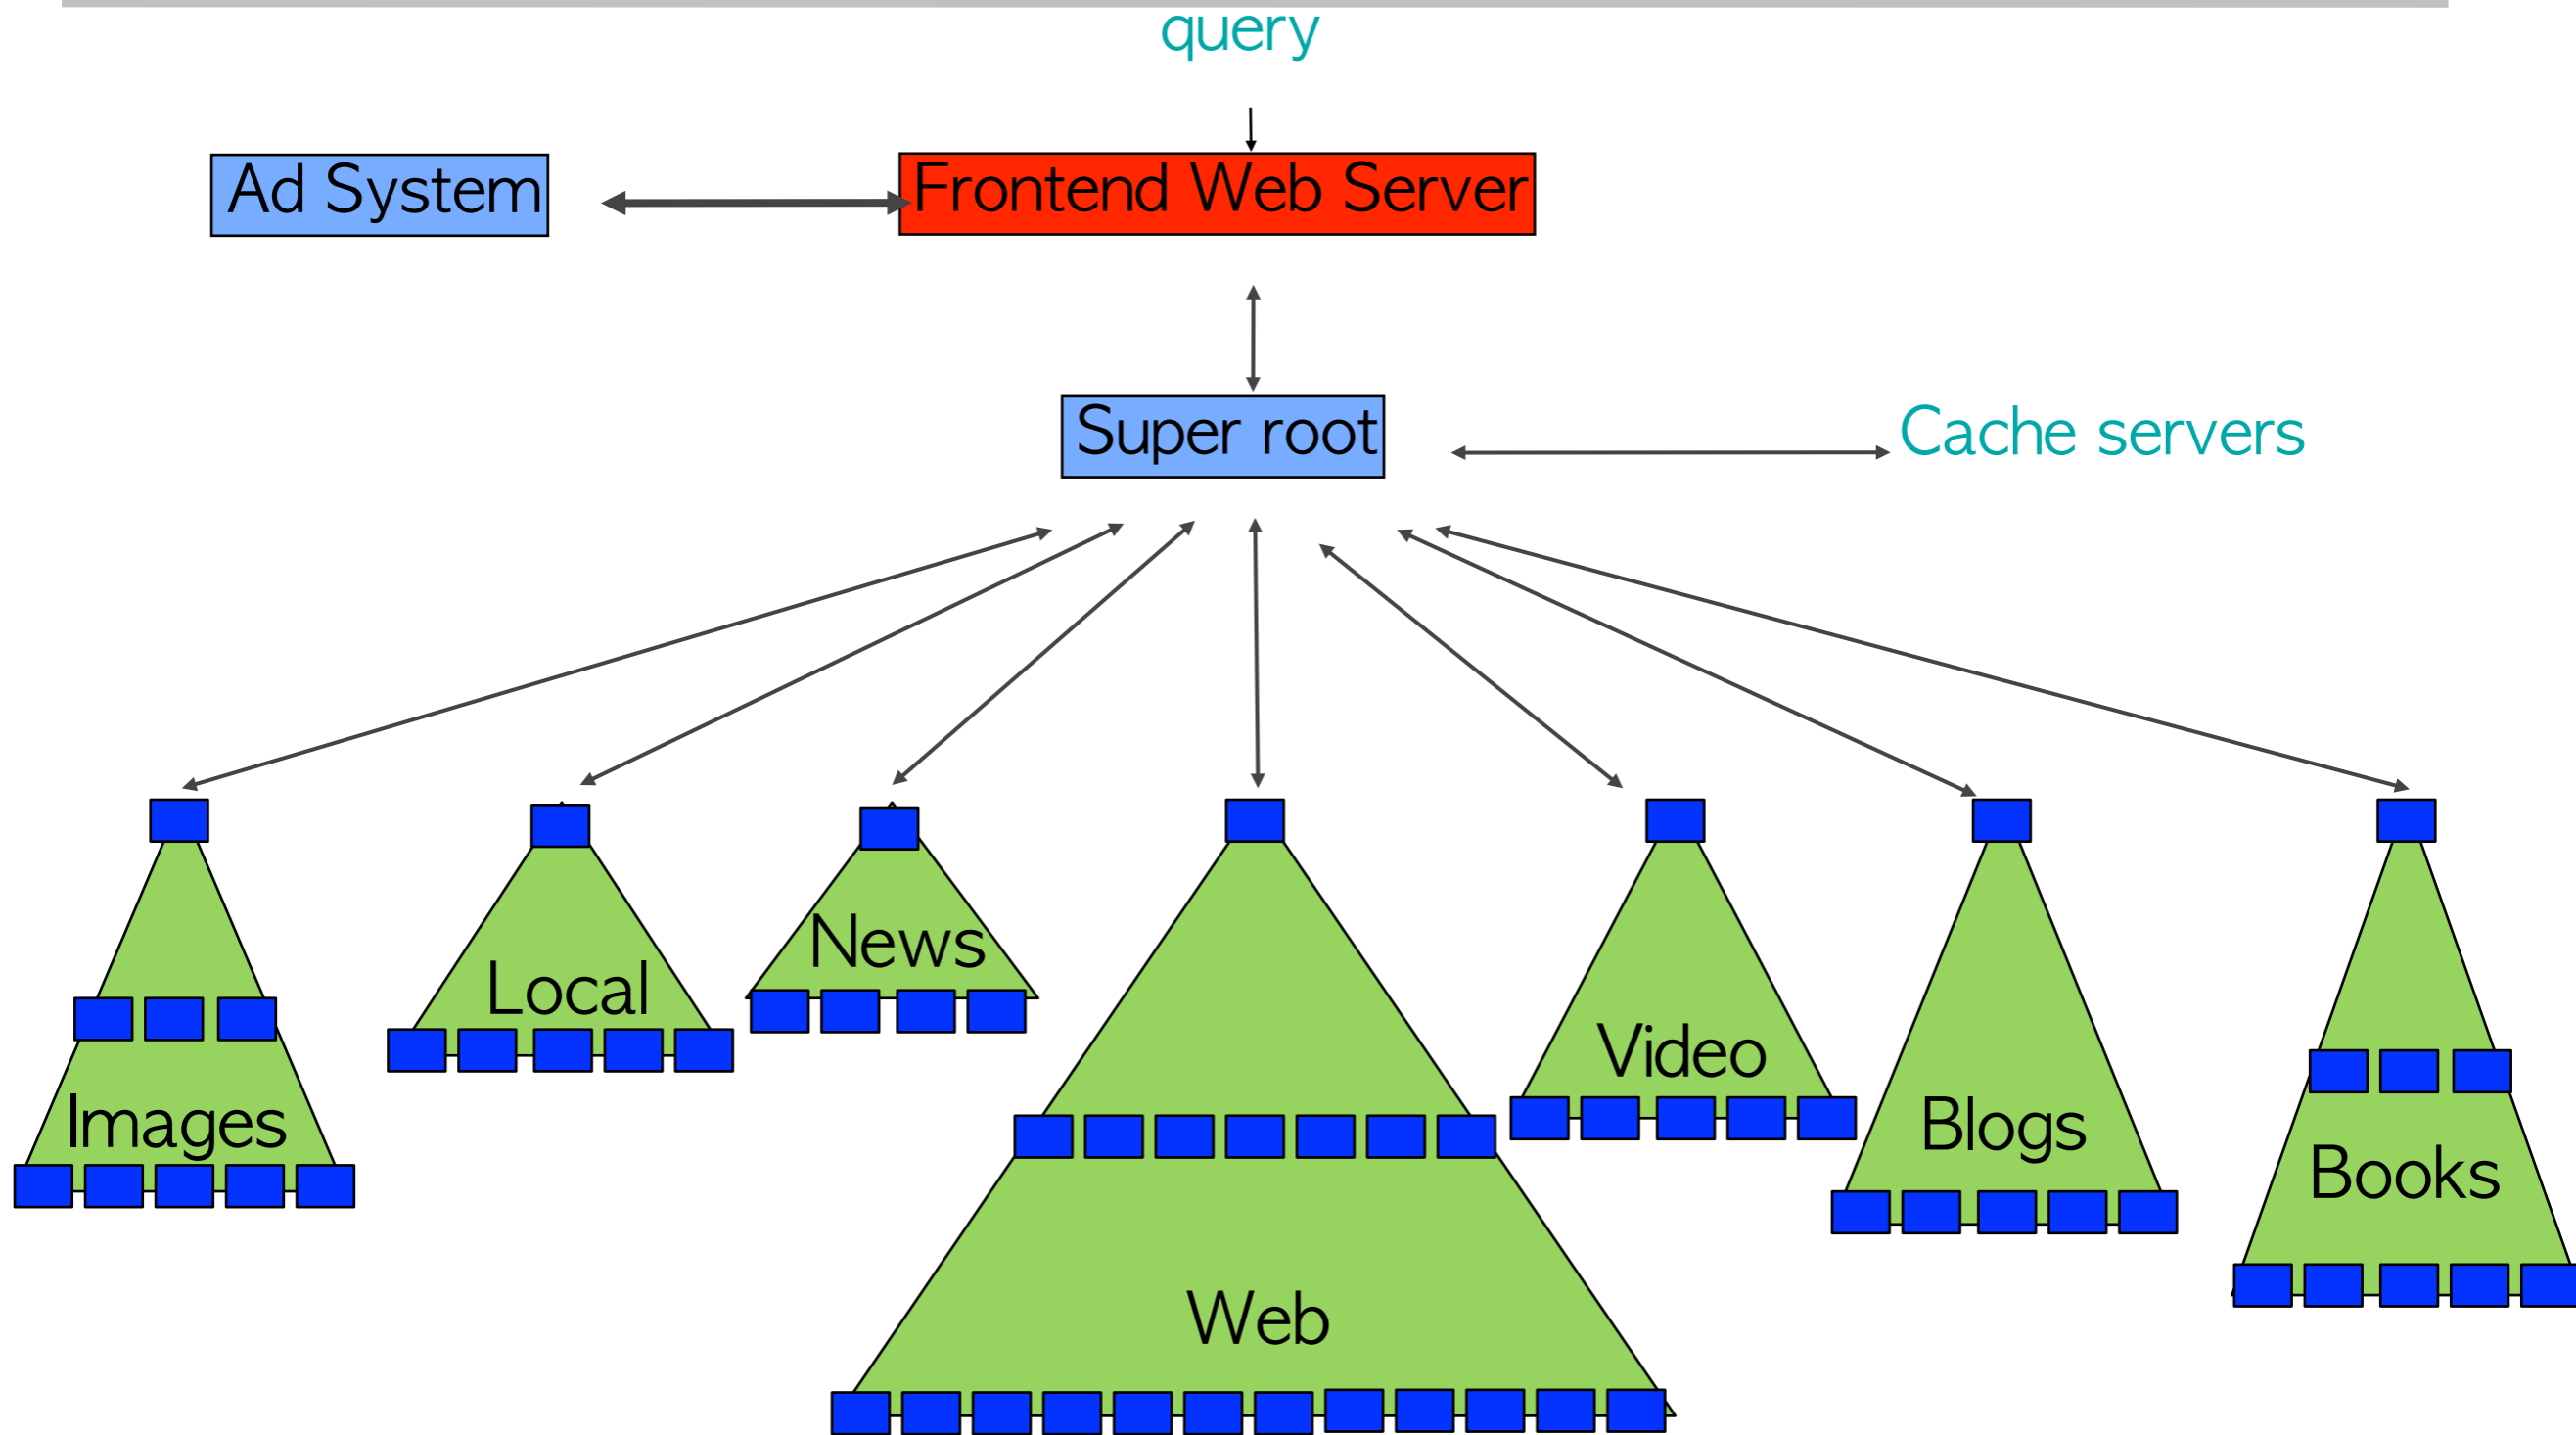 query
Ad System
Frontend Web Server
Super root
Cache servers
Images
Local
News
Web
Video
Blogs
Books